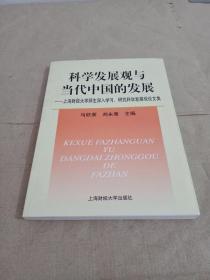 科学发展观与
当代中国的发展
——上海财经大学师生深入学习、研究科学发展观论文集
马钦荣 尚永慧 主编
KEXUE FAZHANGUAN
YU
DANGDAI ZHONGGUO
DE
FAZHAN
上海财经大学出版社